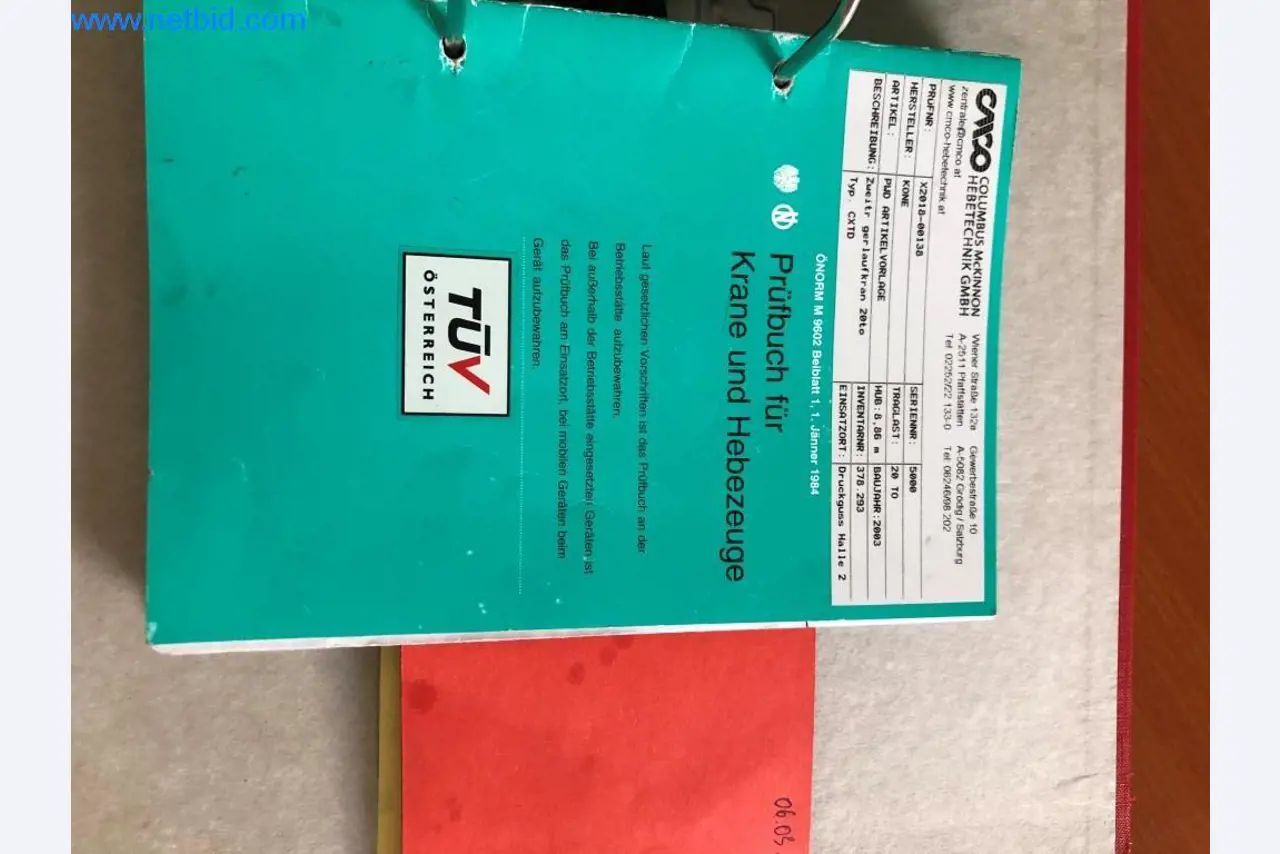 www.netbid.com
CMCO COLUMBUS McKINNON
HEBETECHNIK GMBH
zentrale@cmco at
www.cmco-hebetechnik at
Wiener Straße 132a
A-2511 Pfaffstätten
Tel 02252/22 133-0
Gewerbestraße 10
A-5082 Grödig / Salzburg
Tel 06246/98 202
PRüFNR: X2018-00138 SERIENNR: 5000
HERSTELLER: KONE TRAGLAST: 20 TO
ARTIKEL: PWD ARTIKELVORLAGE HUB: 8,86 m BAUJAHR: 2003
BESCHREIBUNG: Zweitr gerlaufkran 20to INVENTARNR: 378.293
Typ. CXTD EINSATZORT: Druckguss Halle 2
ÖNORM M 9602 Beiblatt 1, 1. Jänner 1984
Prüfbuch für
Krane und Hebezeuge
Laut gesetzlichen Vorschriften ist das Prüfbuch an der
Betriebsstätte aufzubewahren.
Bei außerhalb der Betriebsstätte eingesetzten Geräten ist
das Prüfbuch am Einsatzort, bei mobilen Geräten beim
Gerät aufzubewahren.
TÜV
ÖSTERREICH